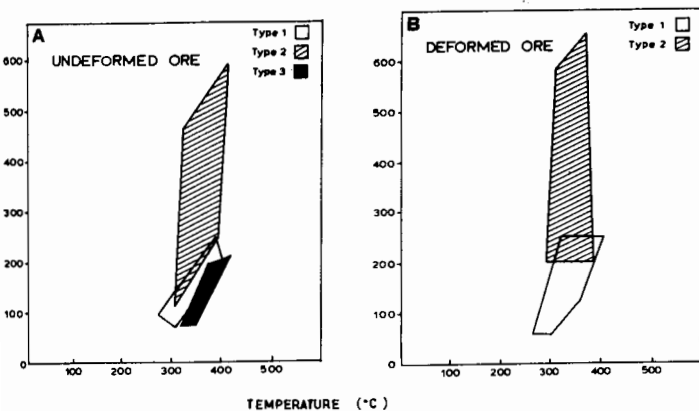 A
UNDEFORMED ORE
Type 1
Type 2
Type 3
600
500
400
300
200
100
0
100 200 300 400 500
B
DEFORMED ORE
Type 1
Type 2
600
500
400
300
200
100
0
100 200 300 400 500
TEMPERATURE (°C)